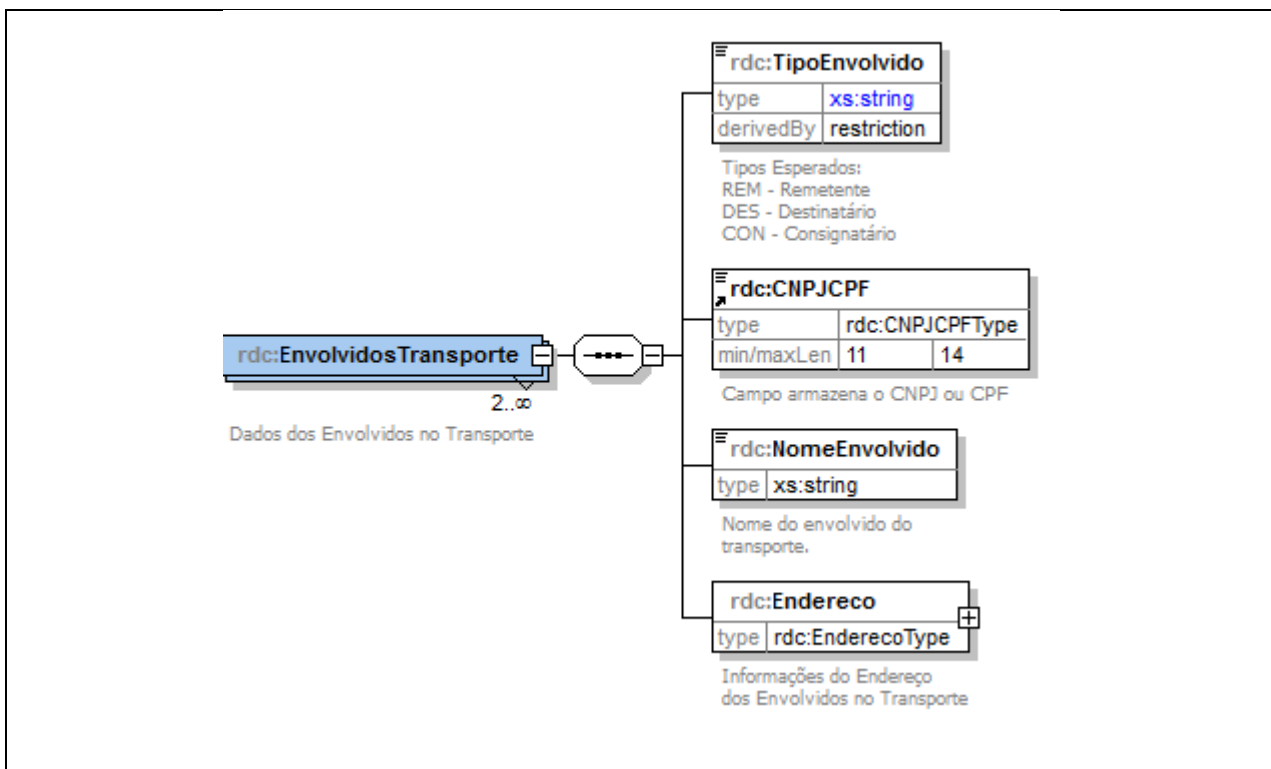 rdc:TipoEnvolvido
type xs:string
derivedBy restriction
Tipos Esperados:
REM - Remetente
DES - Destinatário
CON - Consignatário
rdc:CNPJCPF
type rdc:CNPJCPFType
min/maxLen 11 14
Campo armazena o CNPJ ou CPF
rdc:EnvolvidosTransporte
2..∞
Dados dos Envolvidos no Transporte
rdc:NomeEnvolvido
type xs:string
Nome do envolvido do
transporte.
rdc:Endereco
type rdc:EnderecoType
Informações do Endereço
dos Envolvidos no Transporte